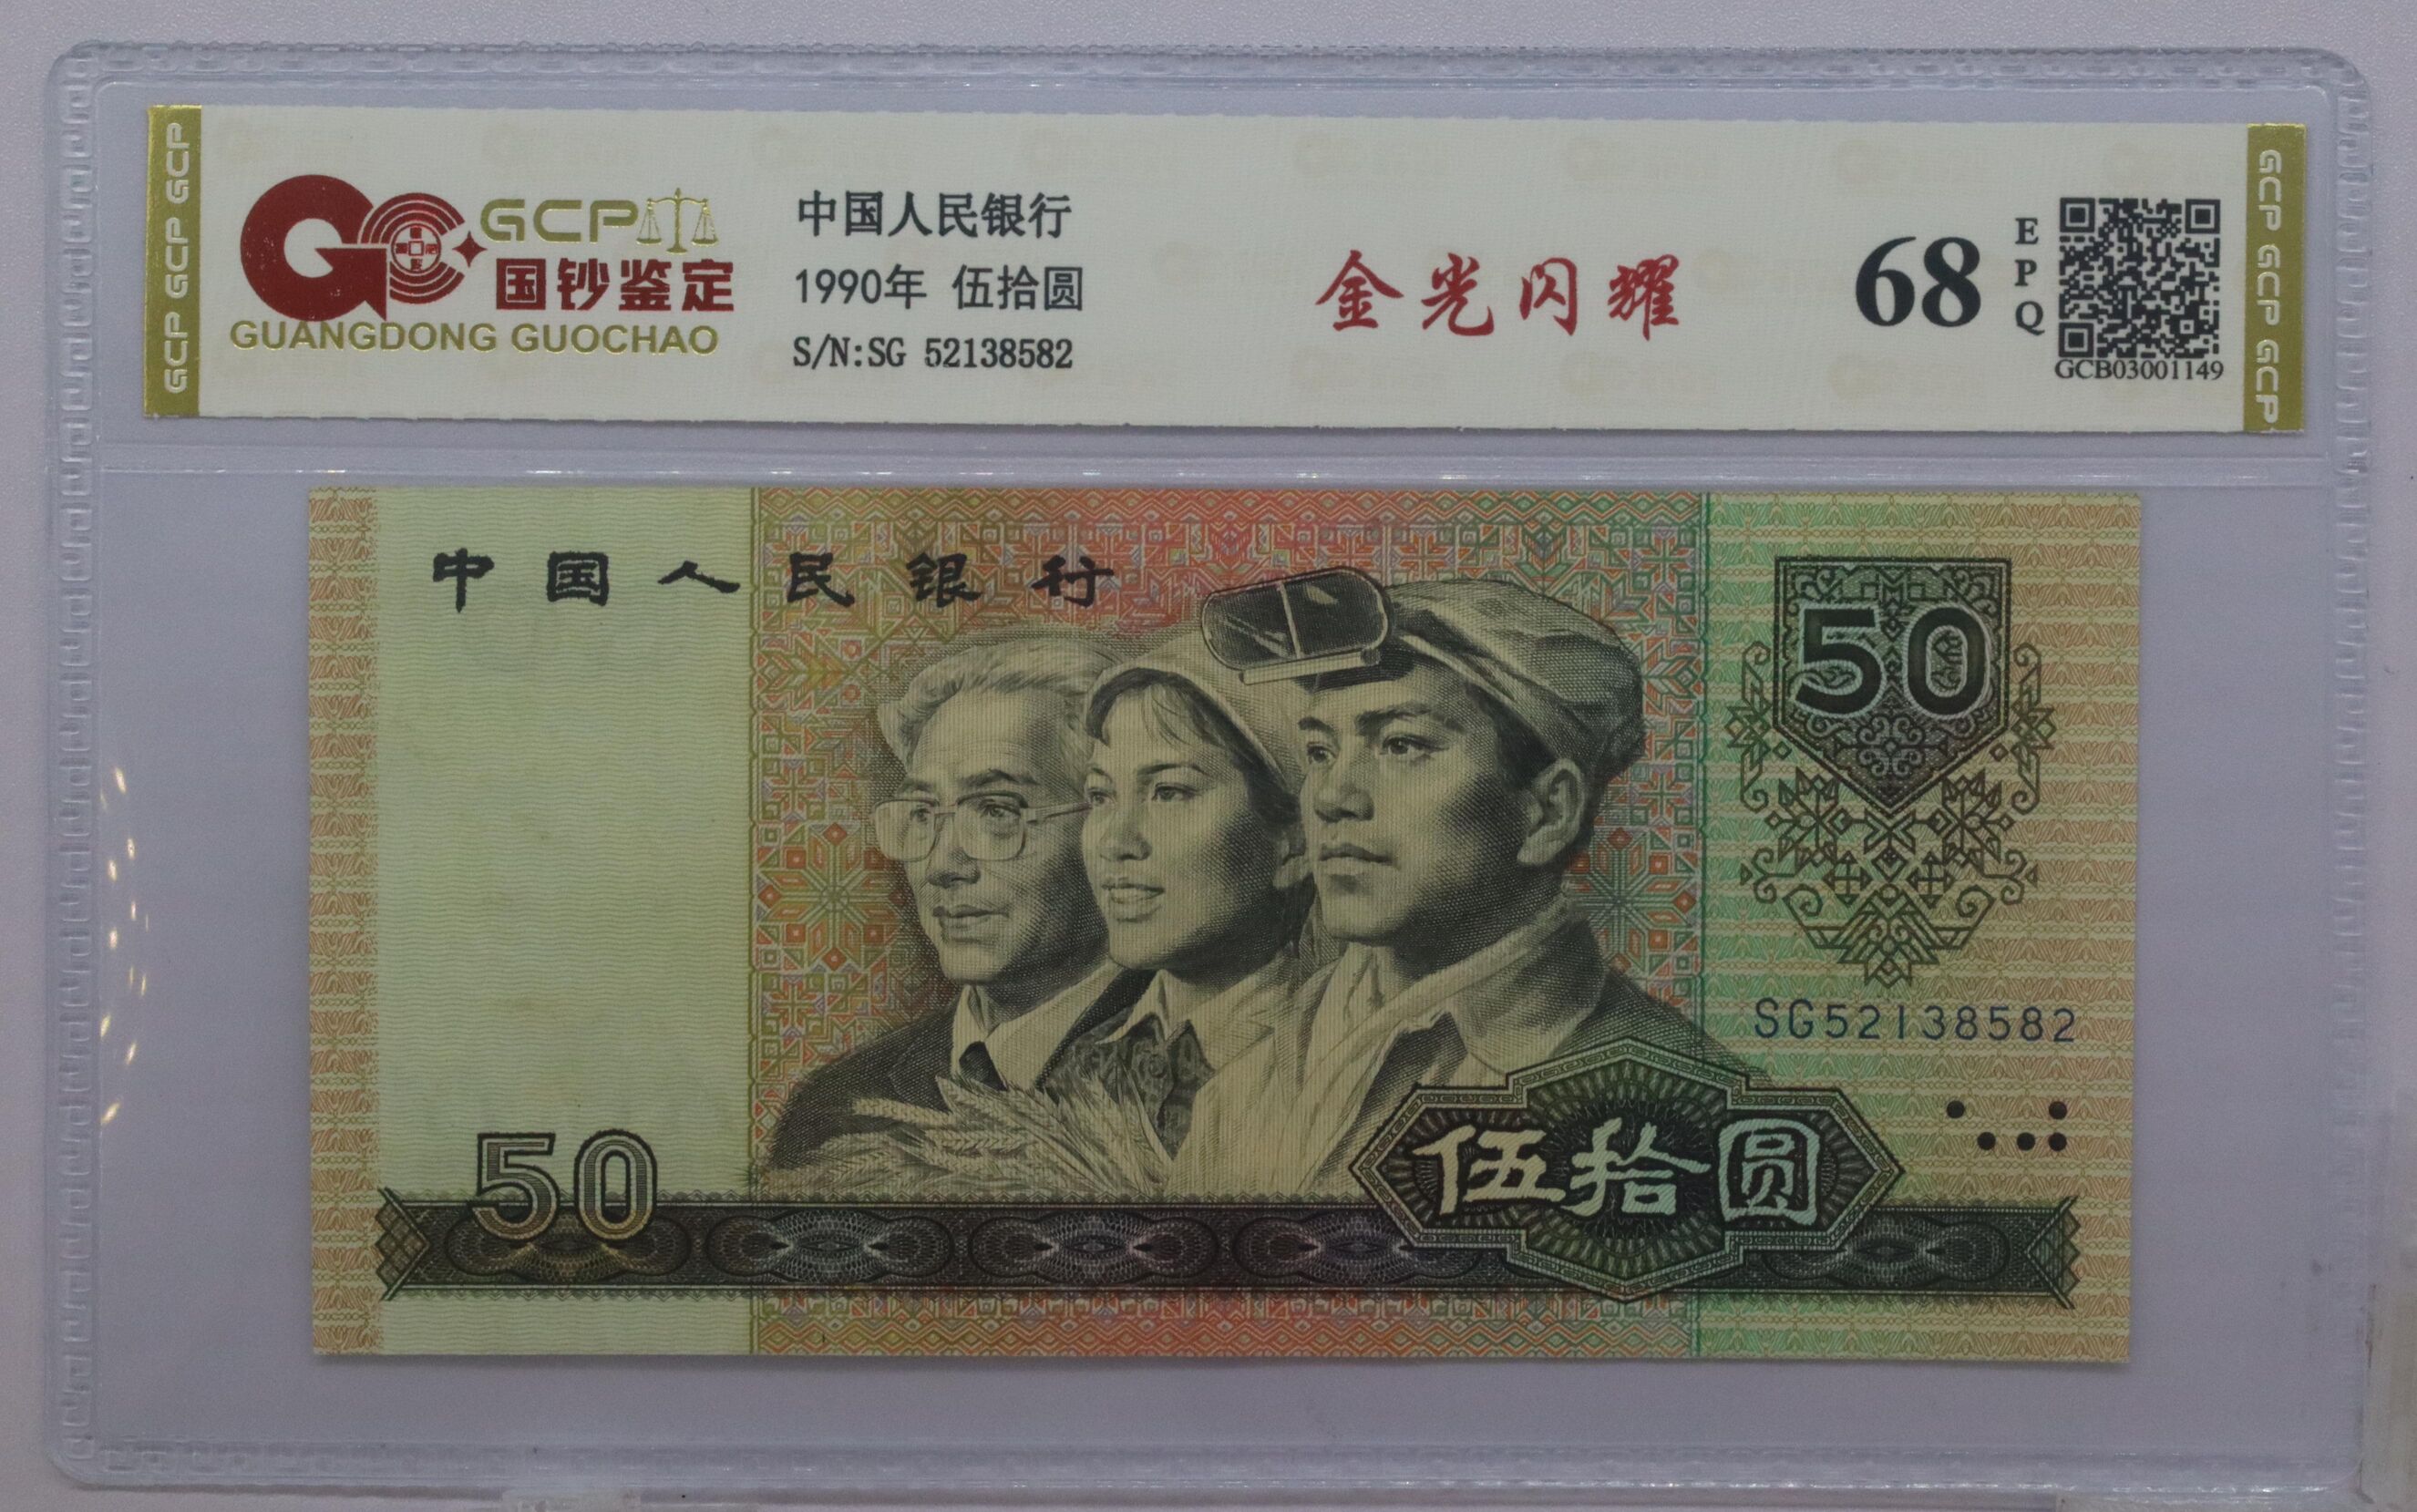 GCP GCP GCP
GCP
国钞鉴定
GUANGDONG GUOCHAO
中国人民银行
1990年 伍拾圆
S/N:SG 52138582
金光闪耀
68
EPQ
GCB03001149
GCP GCP GCP
中国人民银行
50
SG52138582
50
伍拾圆